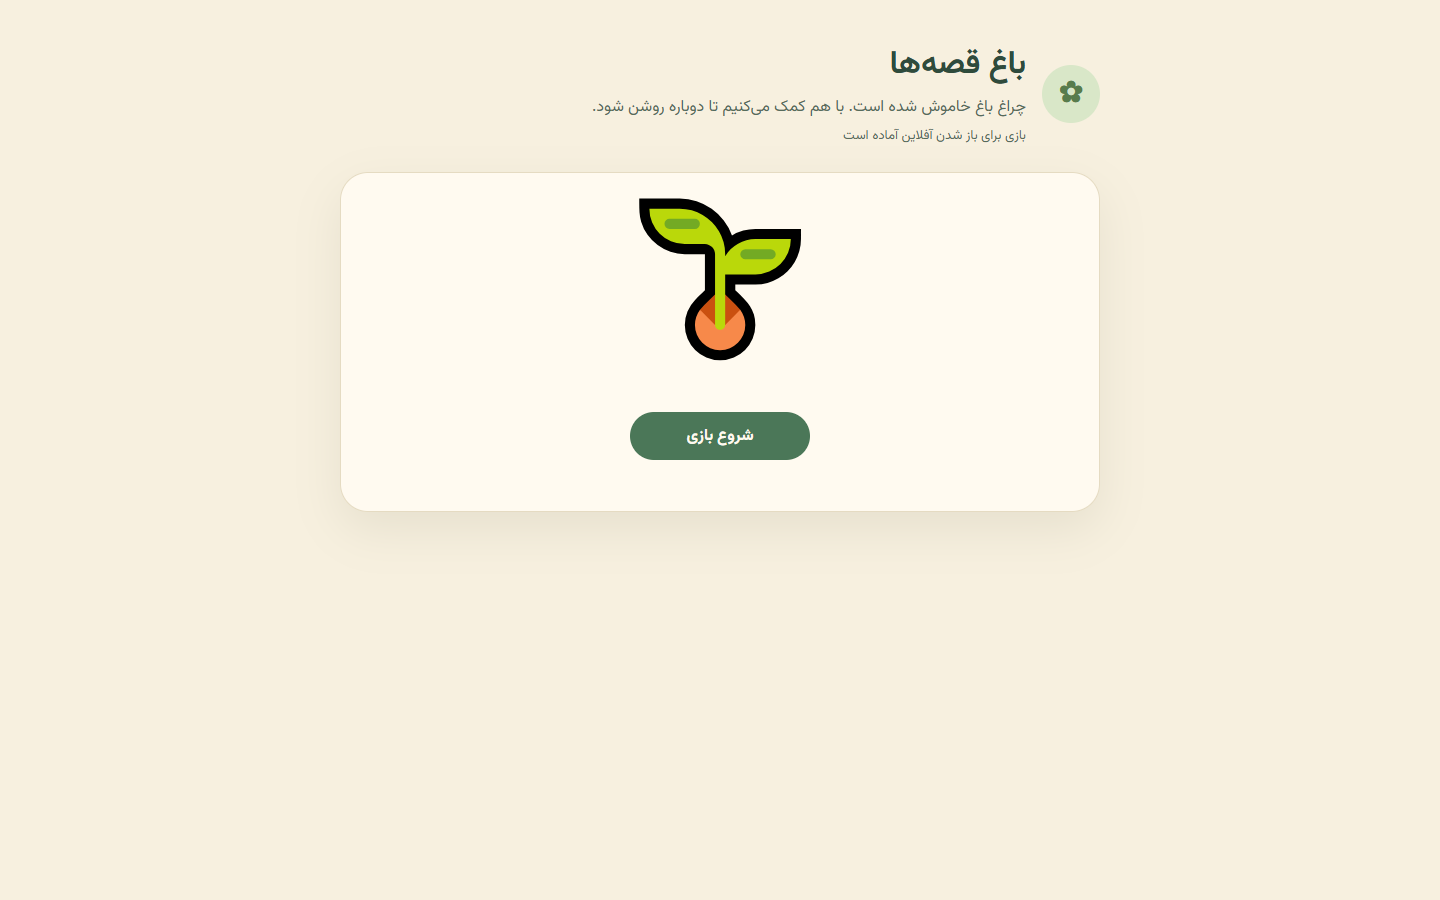 باغ قصه‌ها
چراغ باغ خاموش شده است. با هم کمک می‌کنیم تا دوباره روشن شود.
بازی برای باز شدن آفلاین آماده است
شروع بازی